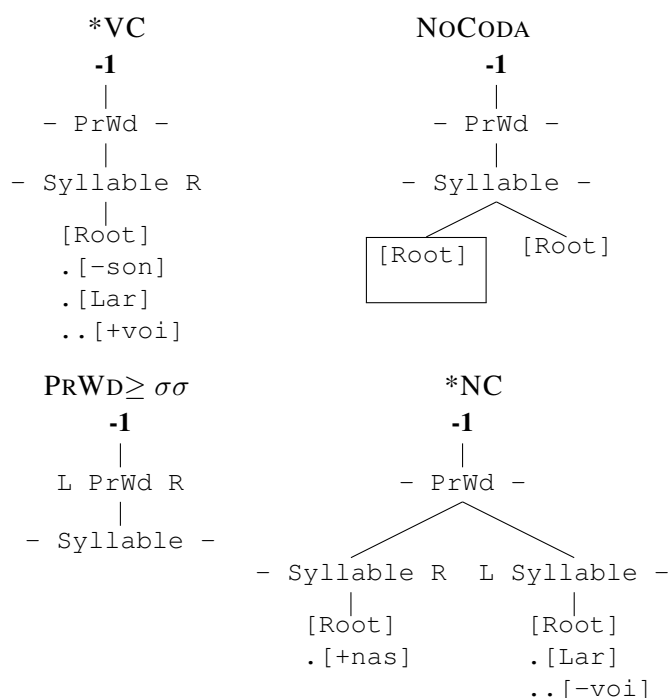 *VC
-1
– PrWd –
– Syllable R
[Root]
.[–son]
.[Lar]
..[+voi]
NOCODA
-1
– PrWd –
– Syllable –
[Root] [Root]
PRWD≥ σσ
-1
L PrWd R
– Syllable –
*NC
-1
– PrWd –
– Syllable R L Syllable –
[Root] [Root]
.[+nas] .[Lar]
..[–voi]